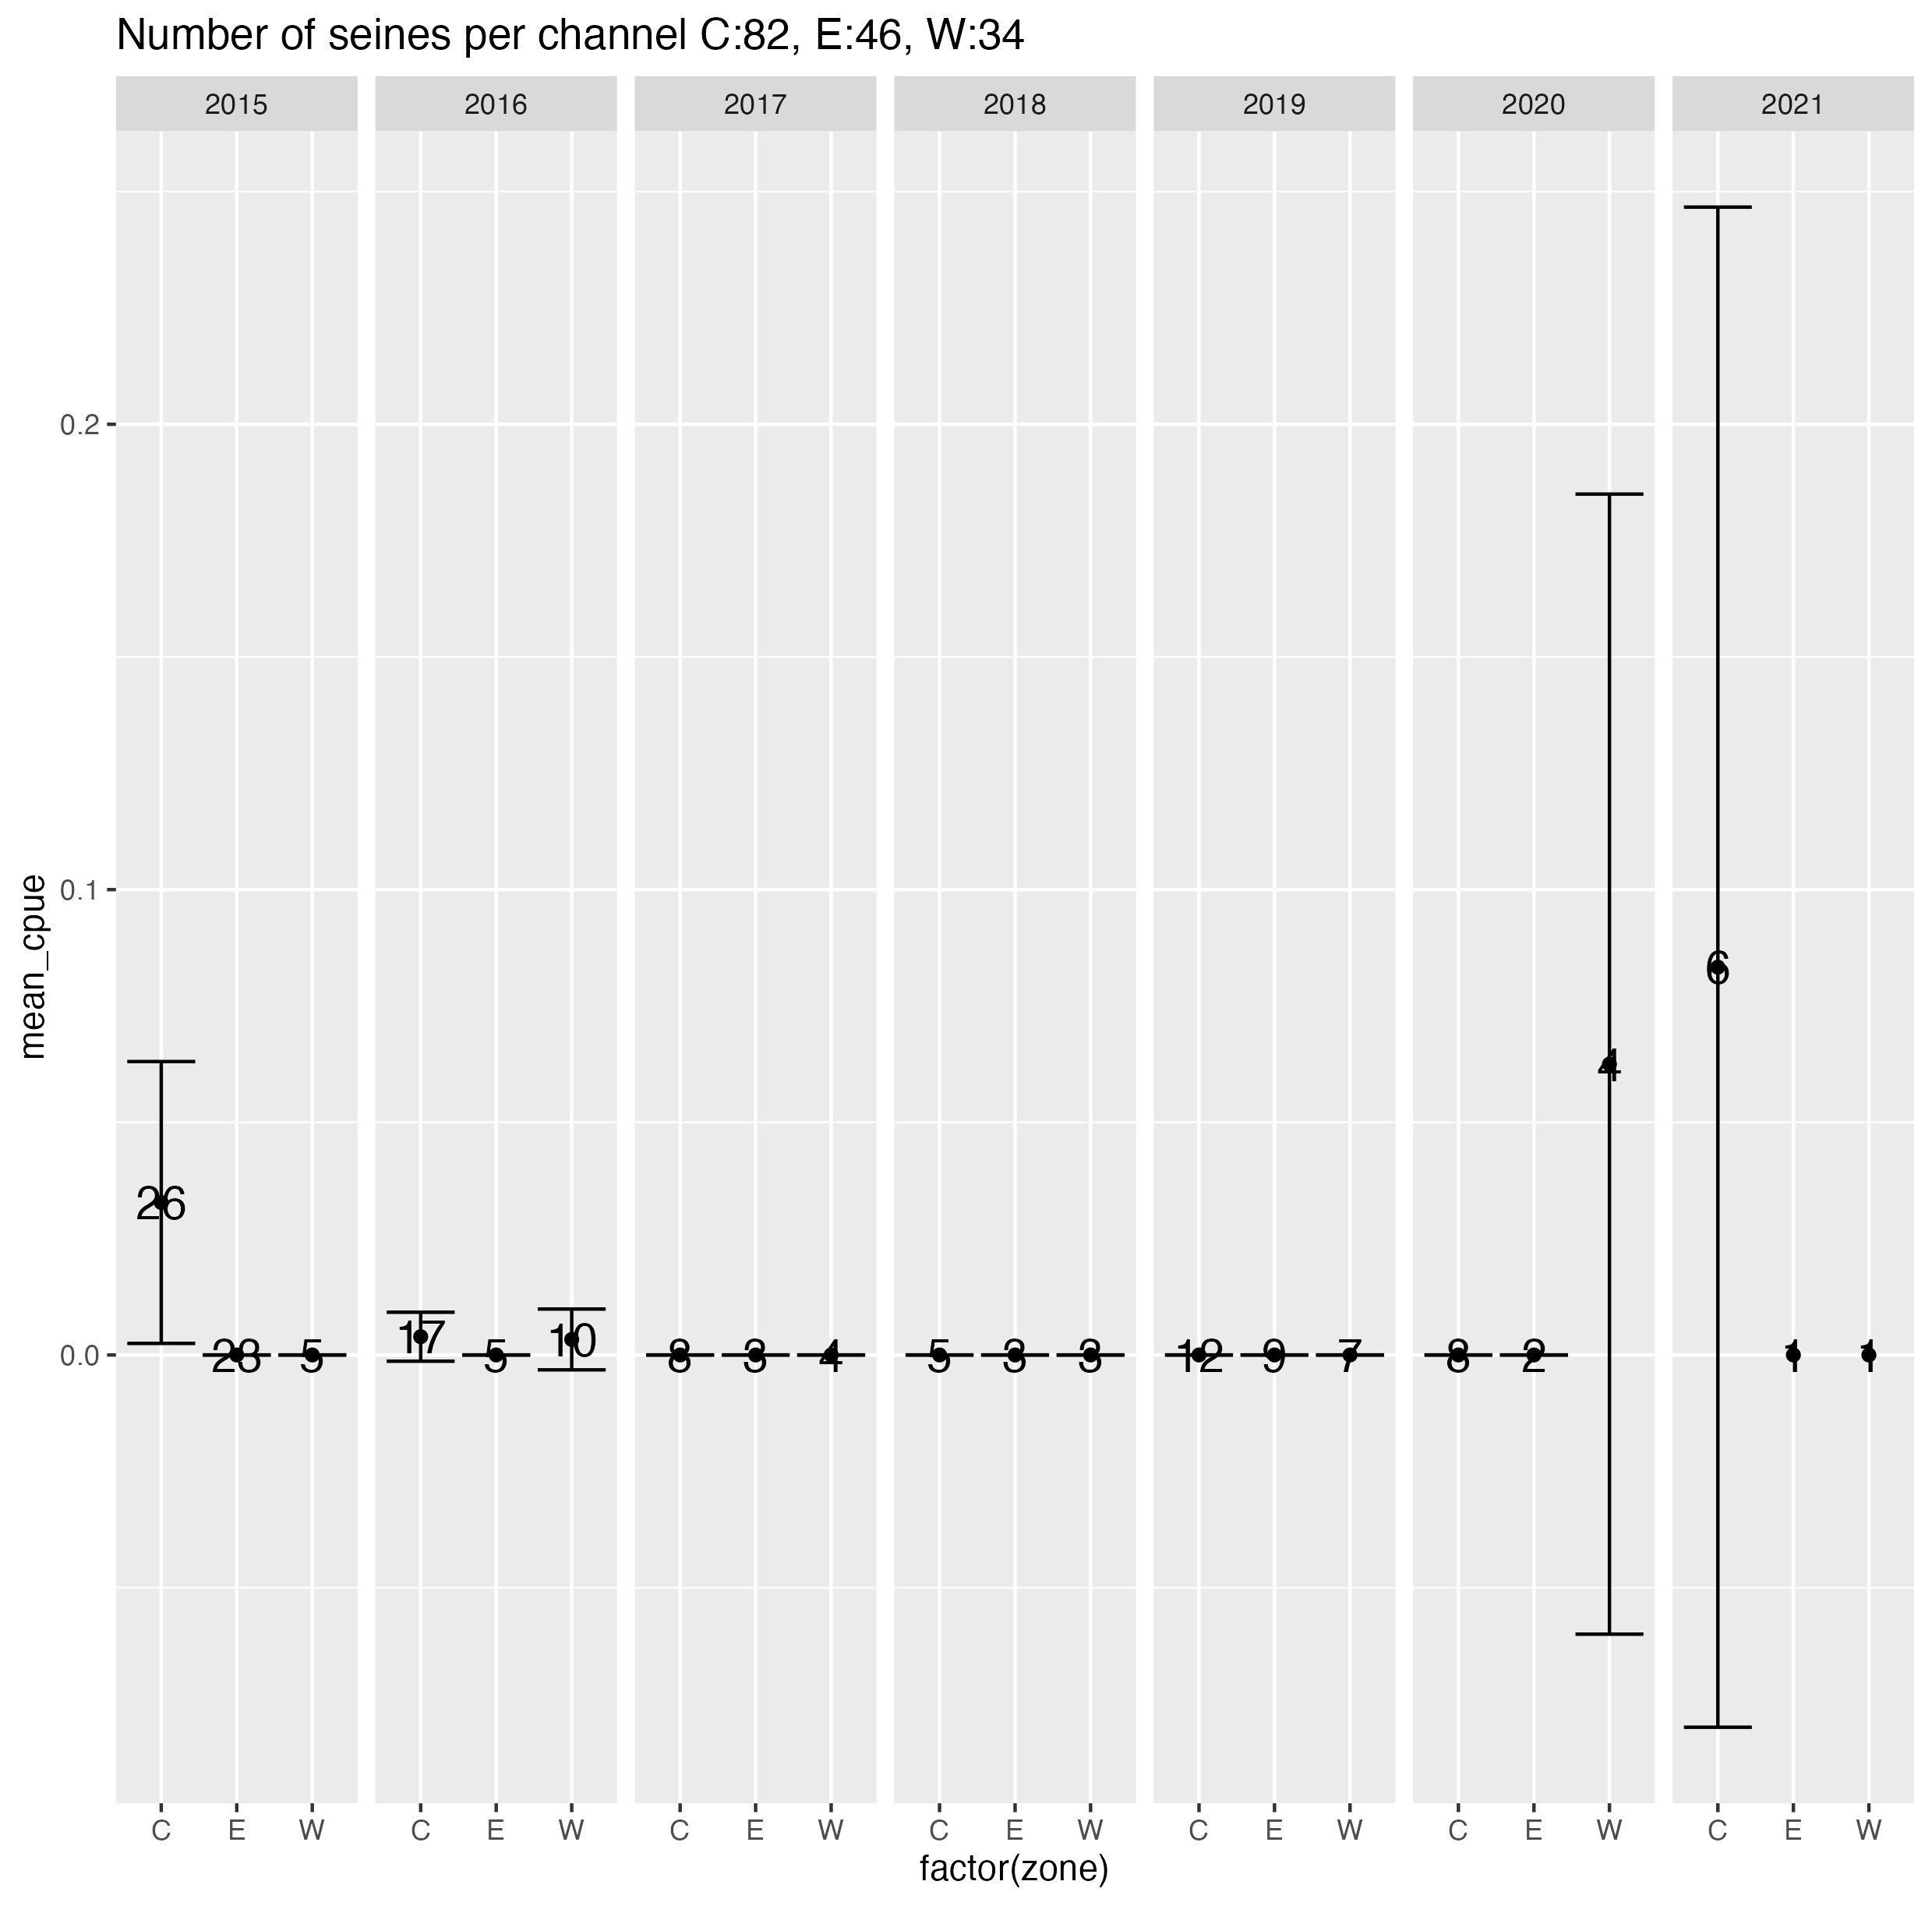 Number of seines per channel C:82, E:46, W:34
2015 2016 2017 2018 2019 2020 2021
mean_cpue
0.2
0.1
0.0
26 23 5
17 5 10
8 3 4
5 3 3
12 9 7
8 2 4
6 1 1
C E W C E W C E W C E W C E W C E W C E W
factor(zone)